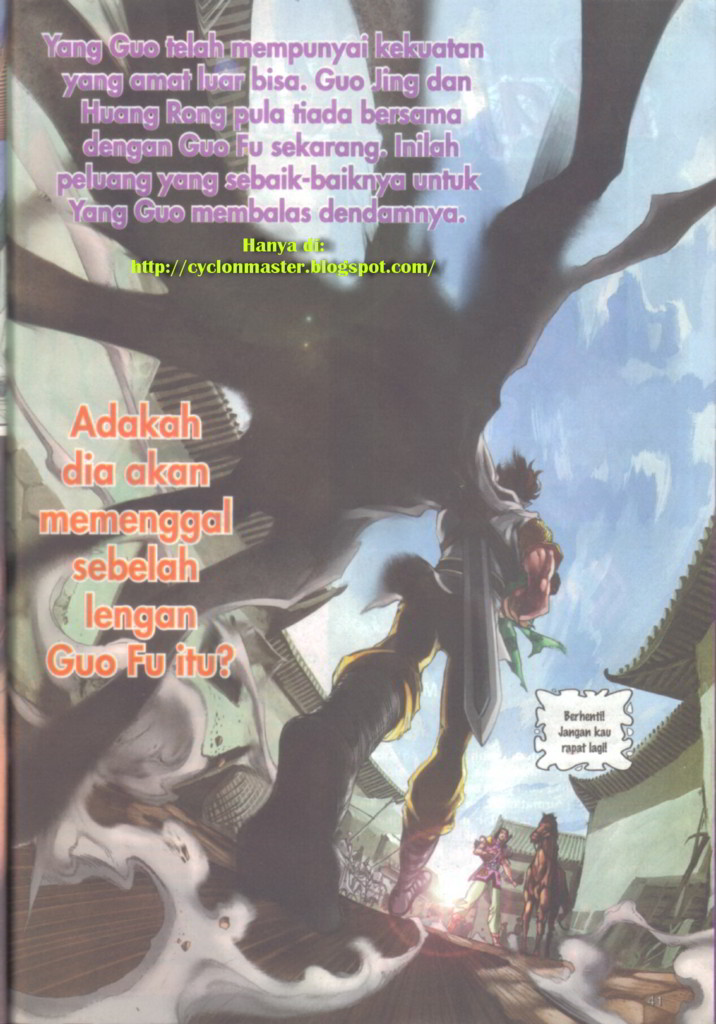 Yang Guo telah mempunyai kekuatan
yang amat luar bisa. Guo Jing dan
Huang Rong pula tiada bersama
dengan Guo Fu sekarang. Inilah
peluang yang sebaik-baiknya untuk
Yang Guo membalas dendamnya.
Hanya di:
http://cyclonmaster.blogspot.com/
Adakah
dia akan
memenggal
sebelah
lengan
Guo Fu itu?
Berhenti!
Jangan kau
rapat lagi!
41